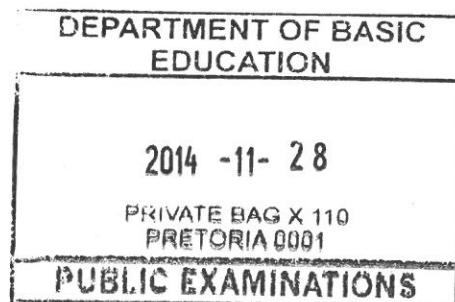 DEPARTMENT OF BASIC
EDUCATION
2014 -11- 28
PRIVATE BAG X 110
PRETORIA 0001
PUBLIC EXAMINATIONS